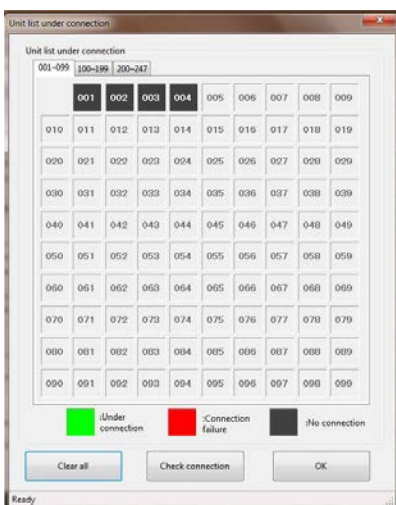 Unit list under connection
Unit list under connection
001-099 100-199 200-247
001 002 003 004 005 006 007 008 009
010 011 012 013 014 015 016 017 018 019
020 021 022 023 024 025 026 027 028 029
030 031 032 033 034 035 036 037 038 039
040 041 042 043 044 045 046 047 048 049
050 051 052 053 054 055 056 057 058 059
060 061 062 063 064 065 066 067 068 069
070 071 072 073 074 075 076 077 078 079
080 081 082 083 084 085 086 087 088 089
090 091 092 093 094 095 096 097 098 099
:Under
connection
:Connection
failure
:No connection
Clear all Check connection OK
Ready